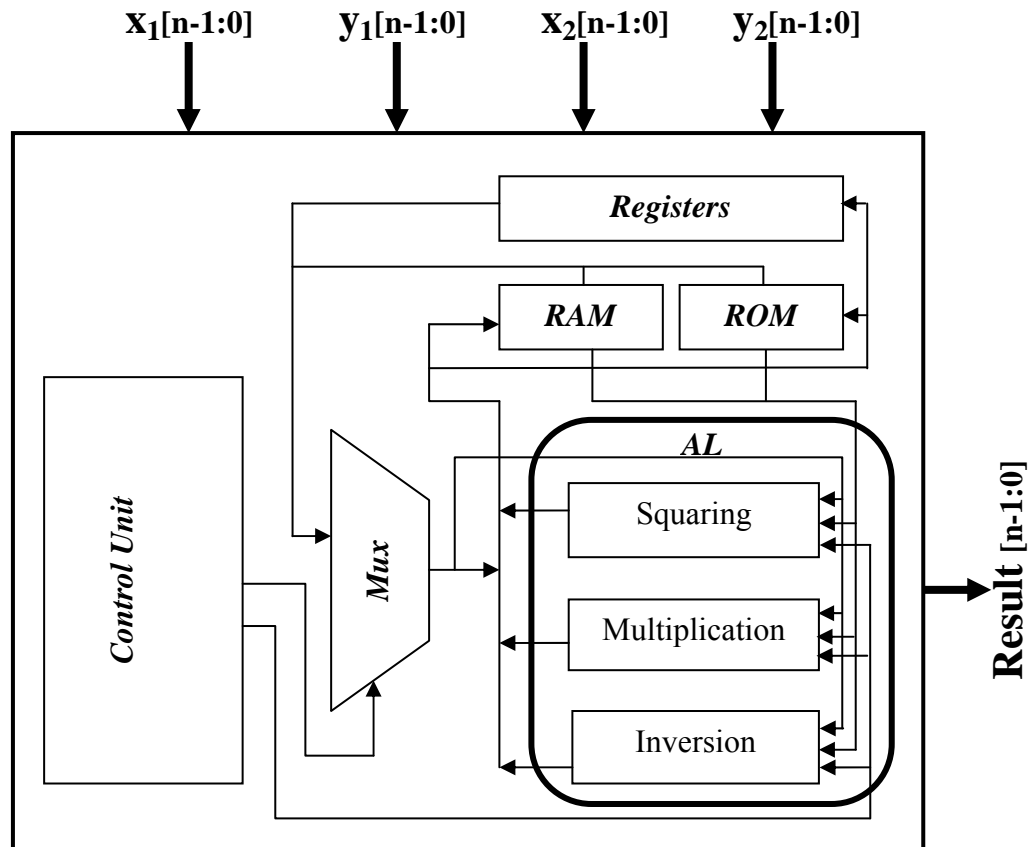 x₁[n-1:0] y₁[n-1:0] x₂[n-1:0] y₂[n-1:0]
Registers
RAM ROM
AL
Squaring
Control Unit
Mux
Multiplication
Inversion
Result [n-1:0]